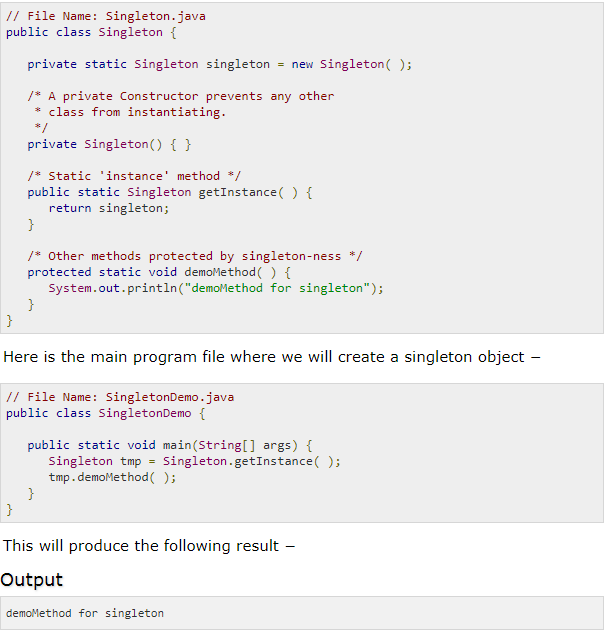 // File Name: Singleton.java
public class Singleton {
private static Singleton singleton = new Singleton( );
/* A private Constructor prevents any other
* class from instantiating.
*/
private Singleton() { }
/* Static 'instance' method */
public static Singleton getInstance( ) {
return singleton;
}
/* Other methods protected by singleton-ness */
protected static void demoMethod( ) {
System.out.println("demoMethod for singleton");
}
}
Here is the main program file where we will create a singleton object −
// File Name: SingletonDemo.java
public class SingletonDemo {
public static void main(String[] args) {
Singleton tmp = Singleton.getInstance( );
tmp.demoMethod( );
}
}
This will produce the following result −
Output
demoMethod for singleton